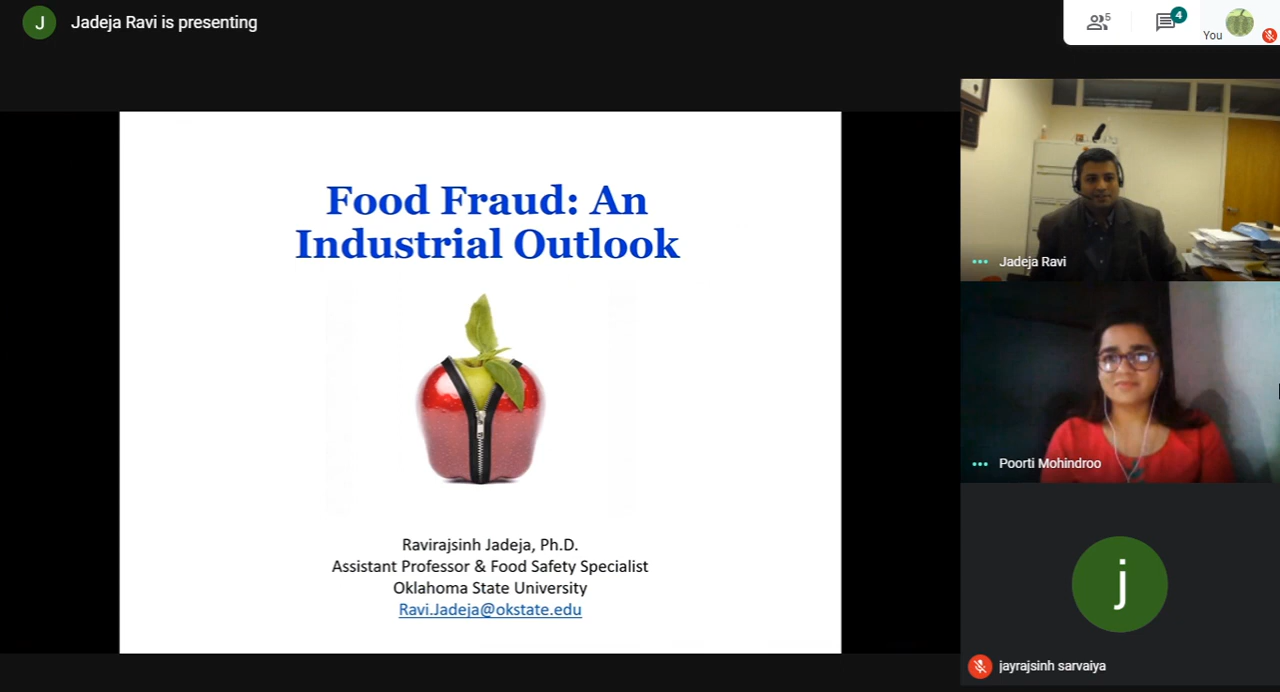 J
Jadeja Ravi is presenting
5
4
You
Food Fraud: An
Industrial Outlook
Ravirajsinh Jadeja, Ph.D.
Assistant Professor & Food Safety Specialist
Oklahoma State University
Ravi.Jadeja@okstate.edu
Jadeja Ravi
Poorti Mohindroo
j
jayrajsinh sarvaiya